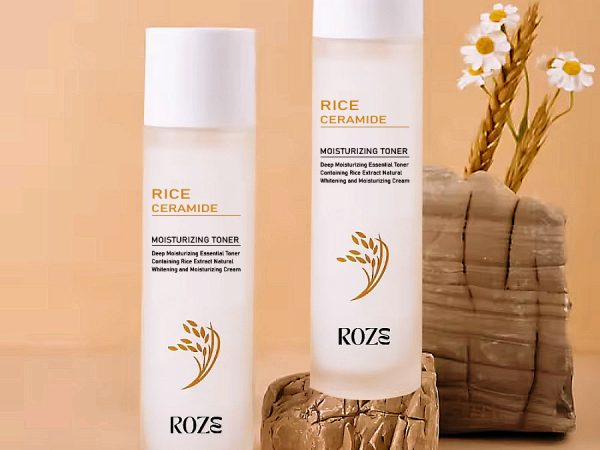 RICE
CERAMIDE
MOISTURIZING TONER
Deep Moisturizing Essential Toner
Containing Rice Extract Natural
Whitening and Moisturizing Cream
ROZE
RICE
CERAMIDE
MOISTURIZING TONER
Deep Moisturizing Essential Toner
Containing Rice Extract Natural
Whitening and Moisturizing Cream
ROZE